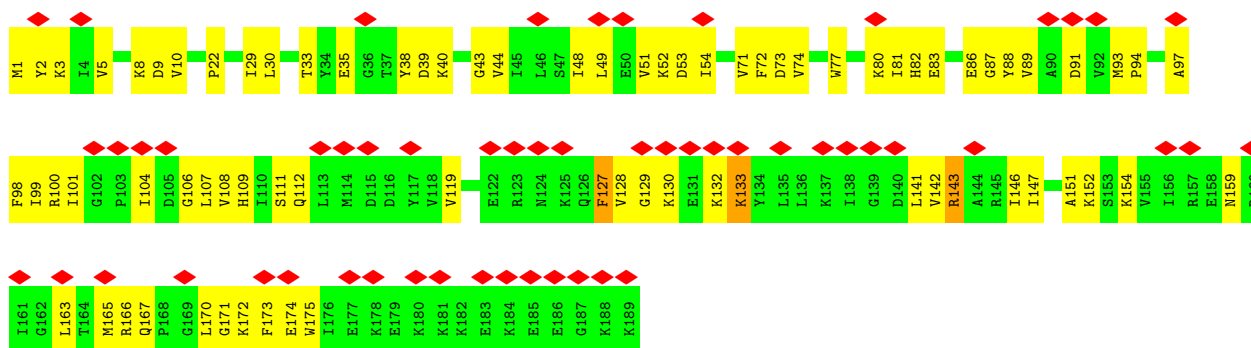 M1 Y2 K3 I4 V5 K8 D9 V10 P22 I29 L30 T33 Y34 E35 G36 T37 Y38 D39 K40 G43 V44 I45 L46 S47 I48 L49 E50 V51 K52 D53 I54 V71 F72 D73 V74 W77 K80 I81 H82 E83 E86 G87 Y88 V89 A90 D91 V92 M93 P94 A97
F98 I99 R100 I101 G102 P103 I104 D105 G106 L107 V108 H109 I110 S111 Q112 L113 M114 D115 D116 Y117 V118 V119 E122 R123 N124 K125 Q126 F127 V128 G129 K130 E131 K132 K133 Y134 L135 L136 K137 I138 G139 D140 L141 V142 R143 A144 R145 I146 I147 A151 K152 S153 K154 V155 I156 R157 E158 N159
I161 G162 L163 T164 M165 R166 Q167 P168 G169 L170 G171 K172 F173 E174 W175 I176 E177 K178 E179 K180 K181 K182 E183 K184 E185 E186 G187 K188 K189